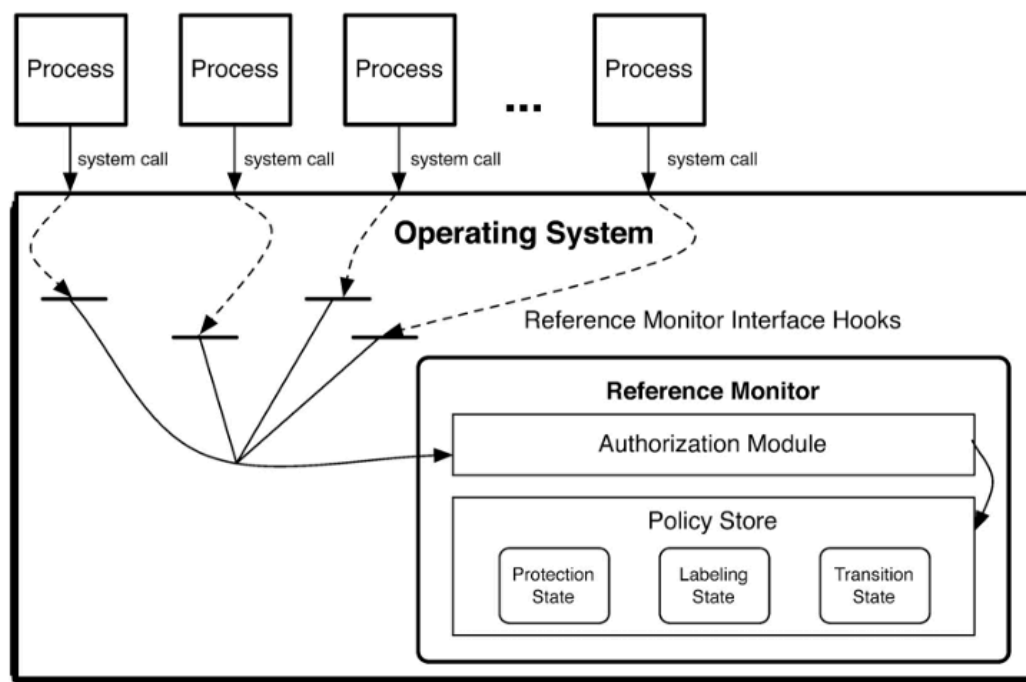 Process
Process
Process
...
Process
system call
system call
system call
system call
Operating System
Reference Monitor Interface Hooks
Reference Monitor
Authorization Module
Policy Store
Protection
State
Labeling
State
Transition
State